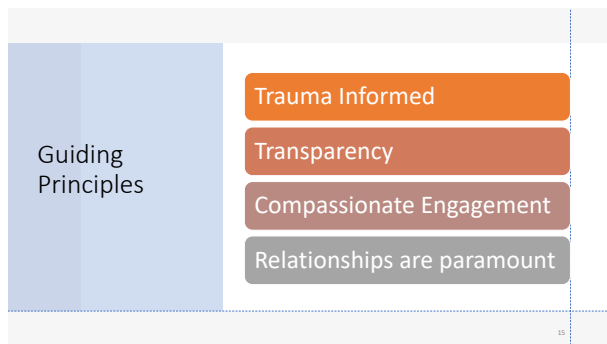 Guiding
Principles
Trauma Informed
Transparency
Compassionate Engagement
Relationships are paramount
15